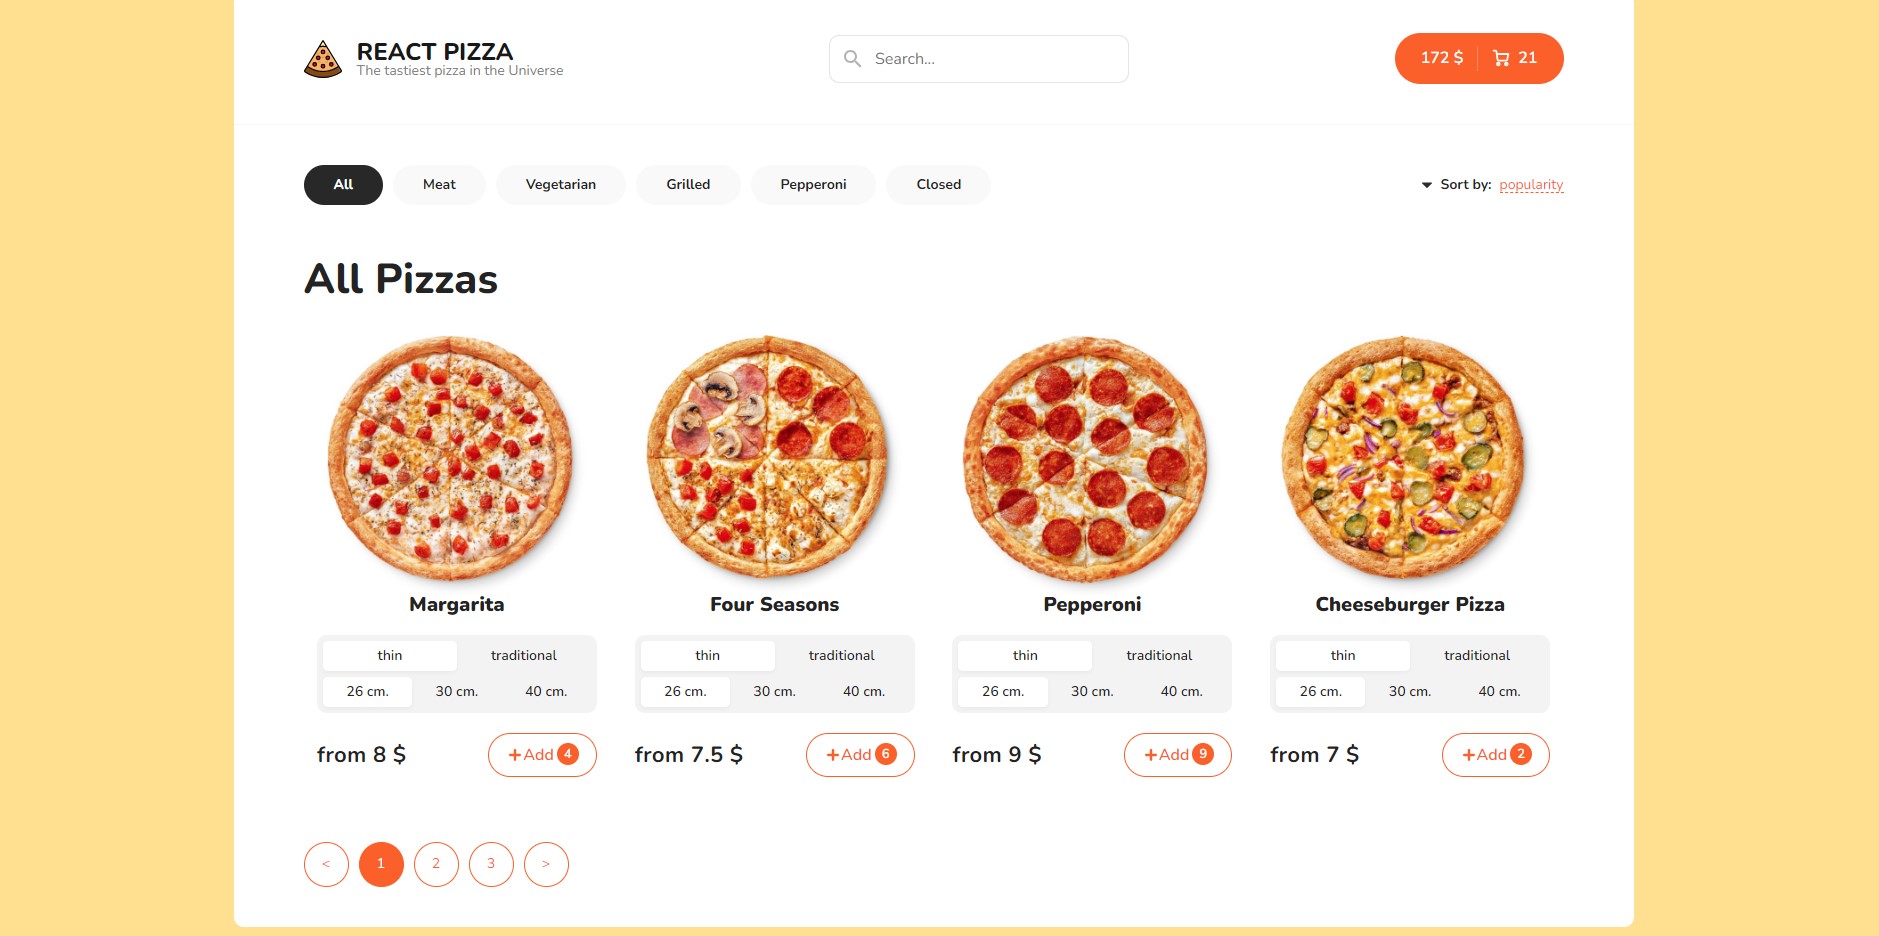 REACT PIZZA
The tastiest pizza in the Universe
Search...
172 $ 21
All Meat Vegetarian Grilled Pepperoni Closed
Sort by: popularity
All Pizzas
Margarita Four Seasons Pepperoni Cheeseburger Pizza
thin traditional thin traditional thin traditional thin traditional
26 cm. 30 cm. 40 cm. 26 cm. 30 cm. 40 cm. 26 cm. 30 cm. 40 cm. 26 cm. 30 cm. 40 cm.
from 8 $ +Add 4 from 7.5 $ +Add 6 from 9 $ +Add 9 from 7 $ +Add 2
< 1 2 3 >